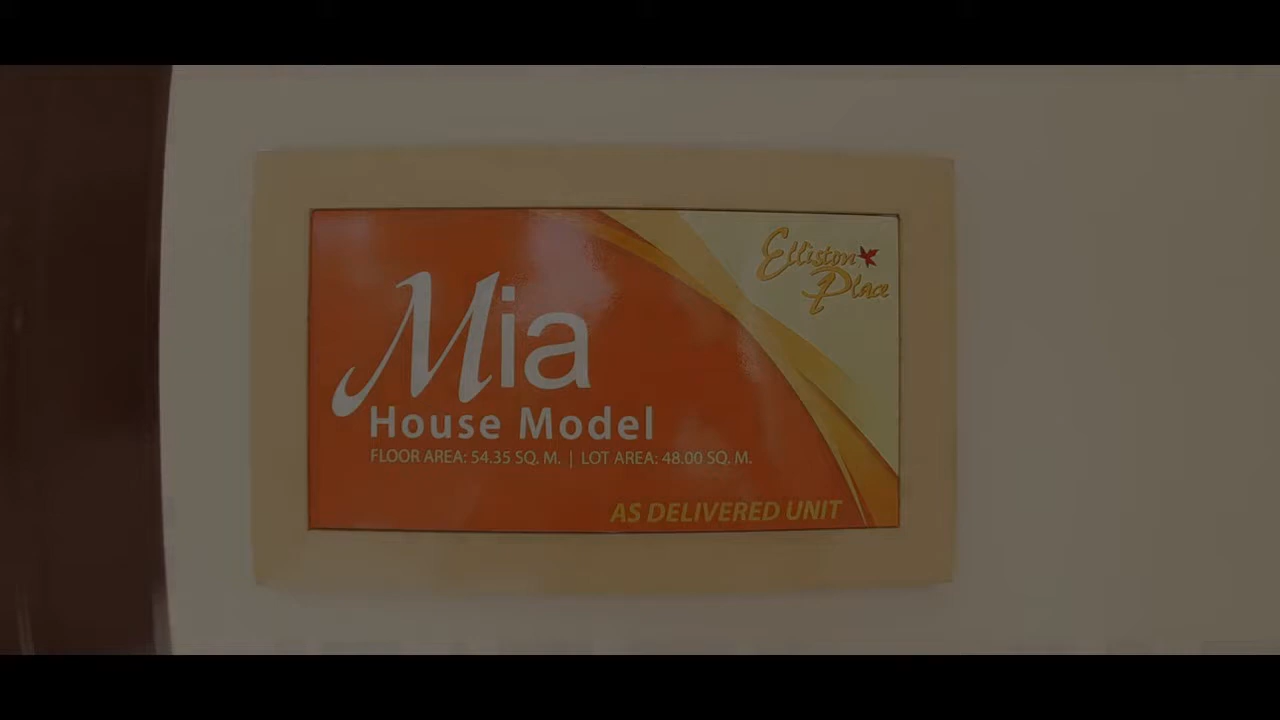 Elliston
Place
Mia
House Model
FLOOR AREA: 54.35 SQ. M. | LOT AREA: 48.00 SQ. M.
AS DELIVERED UNIT